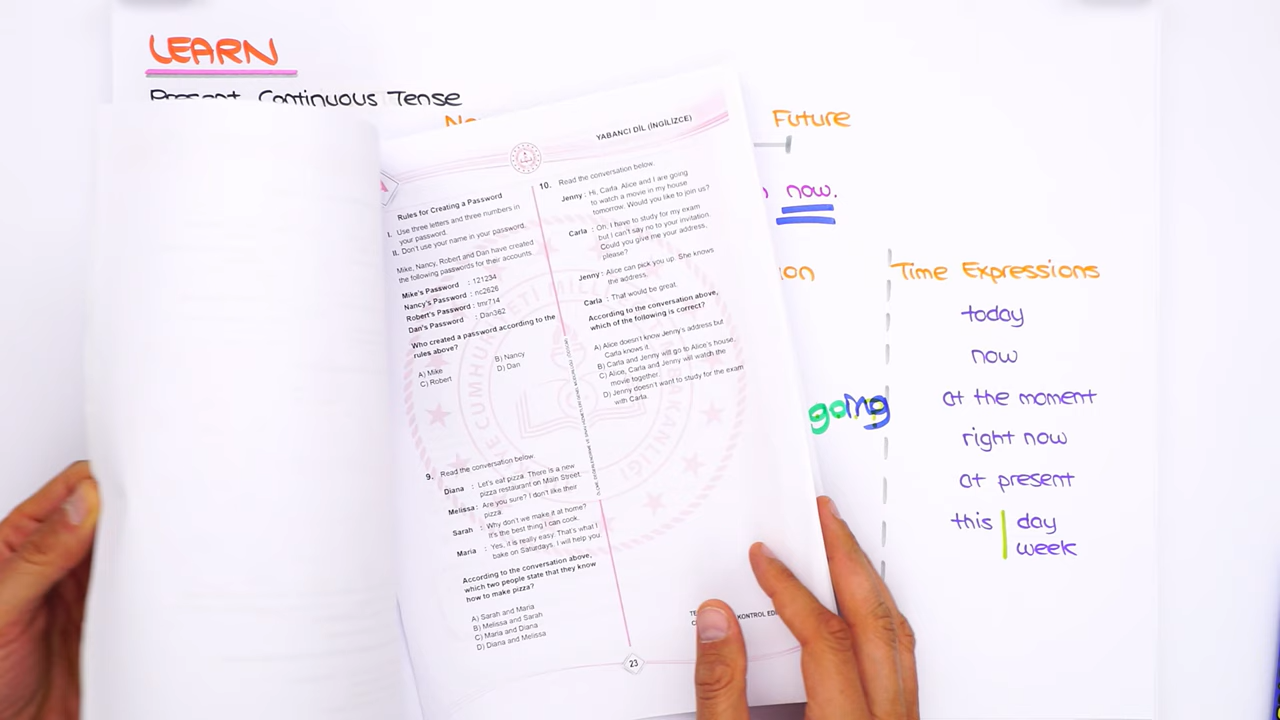 LEARN
Present Continuous Tense
Future
now.
Time Expressions
today
now
at the moment
right now
at present
this day
week
going
YABANCI DİL (İNGİLİZCE)
Rules for Creating a Password
I. Use three letters and three numbers in
your password.
II. Don't use your name in your password.
Mike, Nancy, Robert and Dan have created
the following passwords for their accounts.
Mike's Password : 121234
Nancy's Password : nc2626
Robert's Password : tmr714
Dan's Password : Dan362
Who created a password according to the
rules above?
A) Mike
B) Nancy
C) Robert
D) Dan
9. Read the conversation below.
Diana : Let's eat pizza. There is a new
pizza restaurant on Main Street.
Melissa : Are you sure? I don't like their
pizza.
Sarah : Why don't we make it at home?
It's the best thing I can cook.
Maria : Yes, it is really easy. That's what I
bake on Saturdays. I will help you.
According to the conversation above,
which two people state that they know
how to make pizza?
A) Sarah and Maria
B) Melissa and Sarah
C) Maria and Diana
D) Diana and Melissa
10. Read the conversation below.
Jenny : Hi, Carla. Alice and I are going
to watch a movie in my house
tomorrow. Would you like to join us?
Carla : Oh, I have to study for my exam
but I can't say no to your invitation.
Could you give me your address,
please?
Jenny : Alice can pick you up. She knows
the address.
Carla : That would be great.
According to the conversation above,
which of the following is correct?
A) Alice doesn't know Jenny's address but
Carla knows it.
B) Carla and Jenny will go to Alice's house.
C) Alice, Carla and Jenny will watch the
movie together.
D) Jenny doesn't want to study for the exam
with Carla.
23